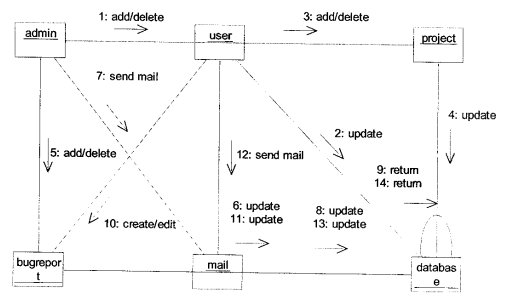 1: add/delete
3: add/delete
admin
user
project
7: send mail
4: update
2: update
5: add/delete
12: send mail
9: return
14: return
6: update
11: update
8: update
13: update
10: create/edit
bugrepor
t
mail
databas
e